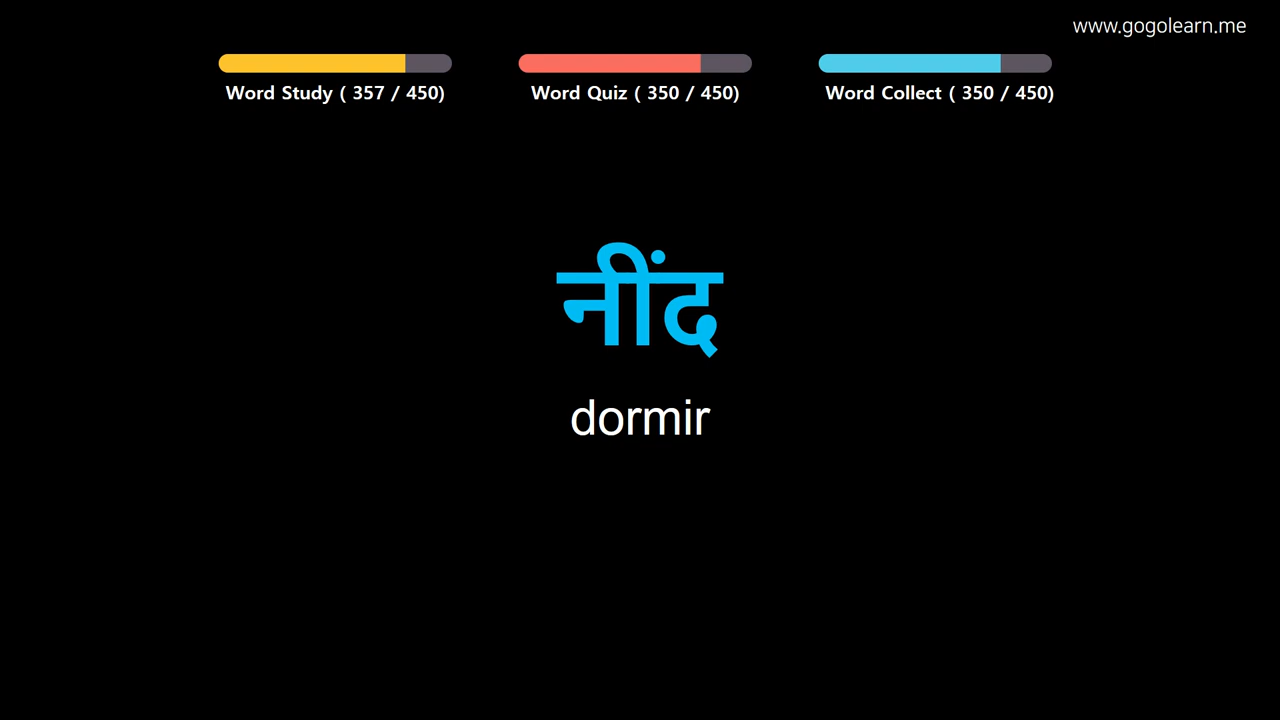 www.gogolearn.me
Word Study ( 357 / 450)
Word Quiz ( 350 / 450)
Word Collect ( 350 / 450)
नींद
dormir